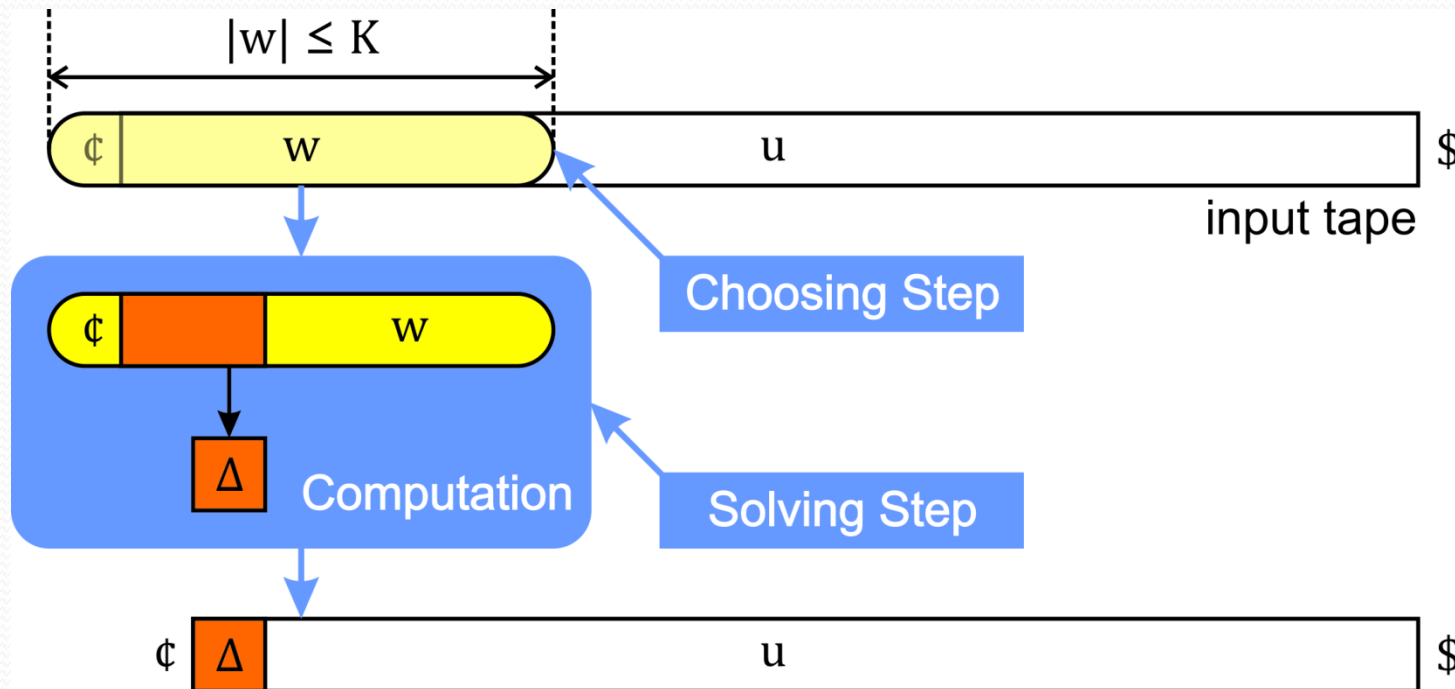 |w| ≤ K
¢ w u $
input tape
Choosing Step
¢ w
Δ
Computation
Solving Step
¢ Δ u $